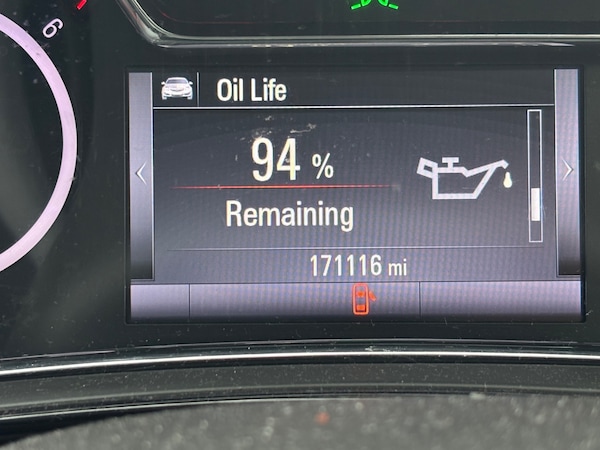 6
Oil Life
94 %
Remaining
171116 mi